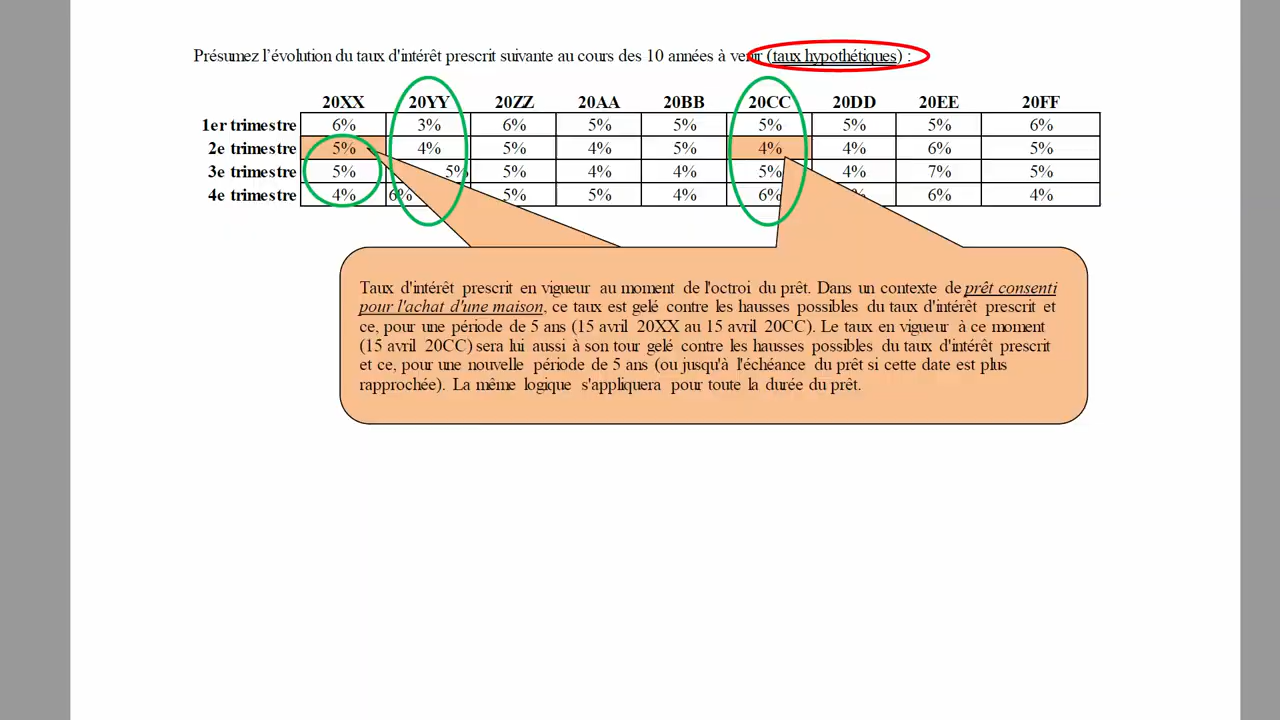 Présumez l'évolution du taux d'intérêt prescrit suivante au cours des 10 années à venir (taux hypothétiques) :
20XX 20YY 20ZZ 20AA 20BB 20CC 20DD 20EE 20FF
1er trimestre 6% 3% 6% 5% 5% 5% 5% 5% 6%
2e trimestre 5% 4% 5% 4% 5% 4% 4% 6% 5%
3e trimestre 5% 5% 5% 4% 4% 5% 4% 7% 5%
4e trimestre 4% 6% 5% 5% 4% 6% 6% 4%
Taux d'intérêt prescrit en vigueur au moment de l'octroi du prêt. Dans un contexte de prêt consenti
pour l'achat d'une maison, ce taux est gelé contre les hausses possibles du taux d'intérêt prescrit et
ce, pour une période de 5 ans (15 avril 20XX au 15 avril 20CC). Le taux en vigueur à ce moment
(15 avril 20CC) sera lui aussi à son tour gelé contre les hausses possibles du taux d'intérêt prescrit
et ce, pour une nouvelle période de 5 ans (ou jusqu'à l'échéance du prêt si cette date est plus
rapprochée). La même logique s'appliquera pour toute la durée du prêt.